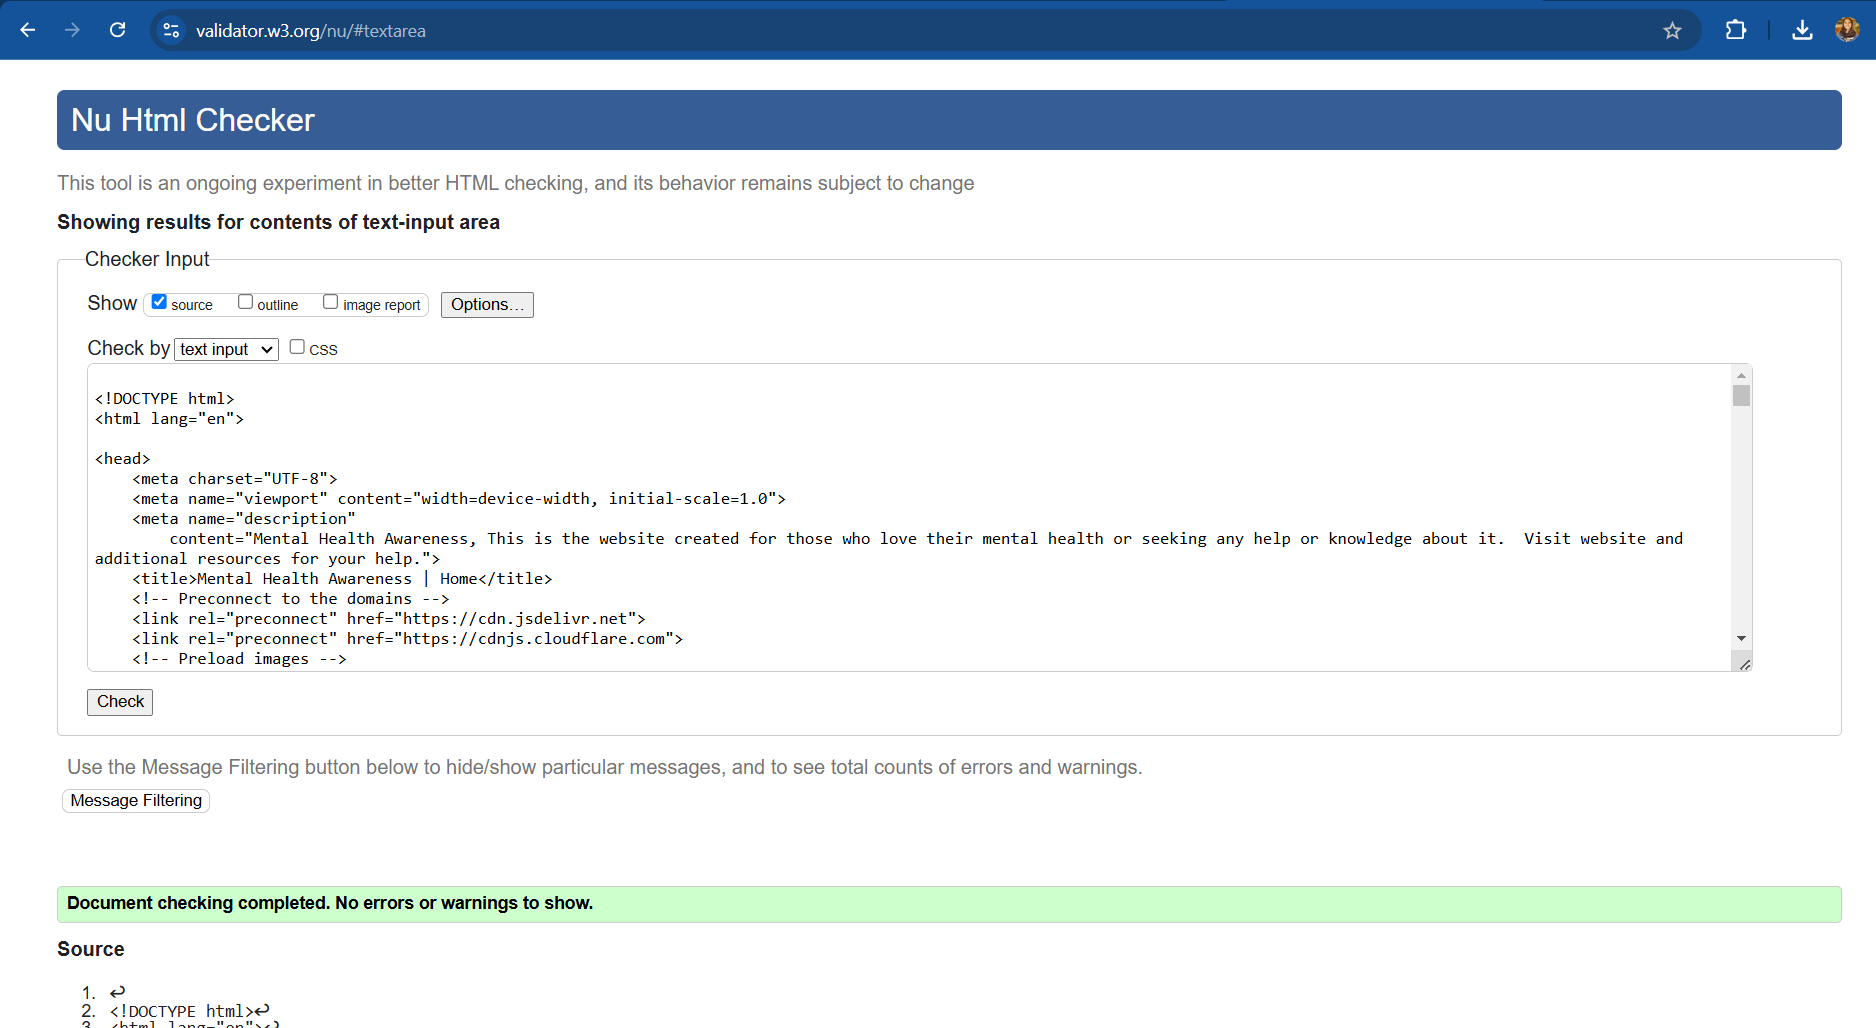 validator.w3.org/nu/#textarea
Nu Html Checker
This tool is an ongoing experiment in better HTML checking, and its behavior remains subject to change
Showing results for contents of text-input area
Checker Input
Show source outline image report Options...
Check by text input CSS
<!DOCTYPE html>
<html lang="en">
<head>
    <meta charset="UTF-8">
    <meta name="viewport" content="width=device-width, initial-scale=1.0">
    <meta name="description"
        content="Mental Health Awareness, This is the website created for those who love their mental health or seeking any help or knowledge about it.  Visit website and
additional resources for your help.">
    <title>Mental Health Awareness | Home</title>
    <!-- Preconnect to the domains -->
    <link rel="preconnect" href="https://cdn.jsdelivr.net">
    <link rel="preconnect" href="https://cdnjs.cloudflare.com">
    <!-- Preload images -->
Check
Use the Message Filtering button below to hide/show particular messages, and to see total counts of errors and warnings.
Message Filtering
Document checking completed. No errors or warnings to show.
Source
1. ↩
2. <!DOCTYPE html>↩
3. <html lang="en">↩